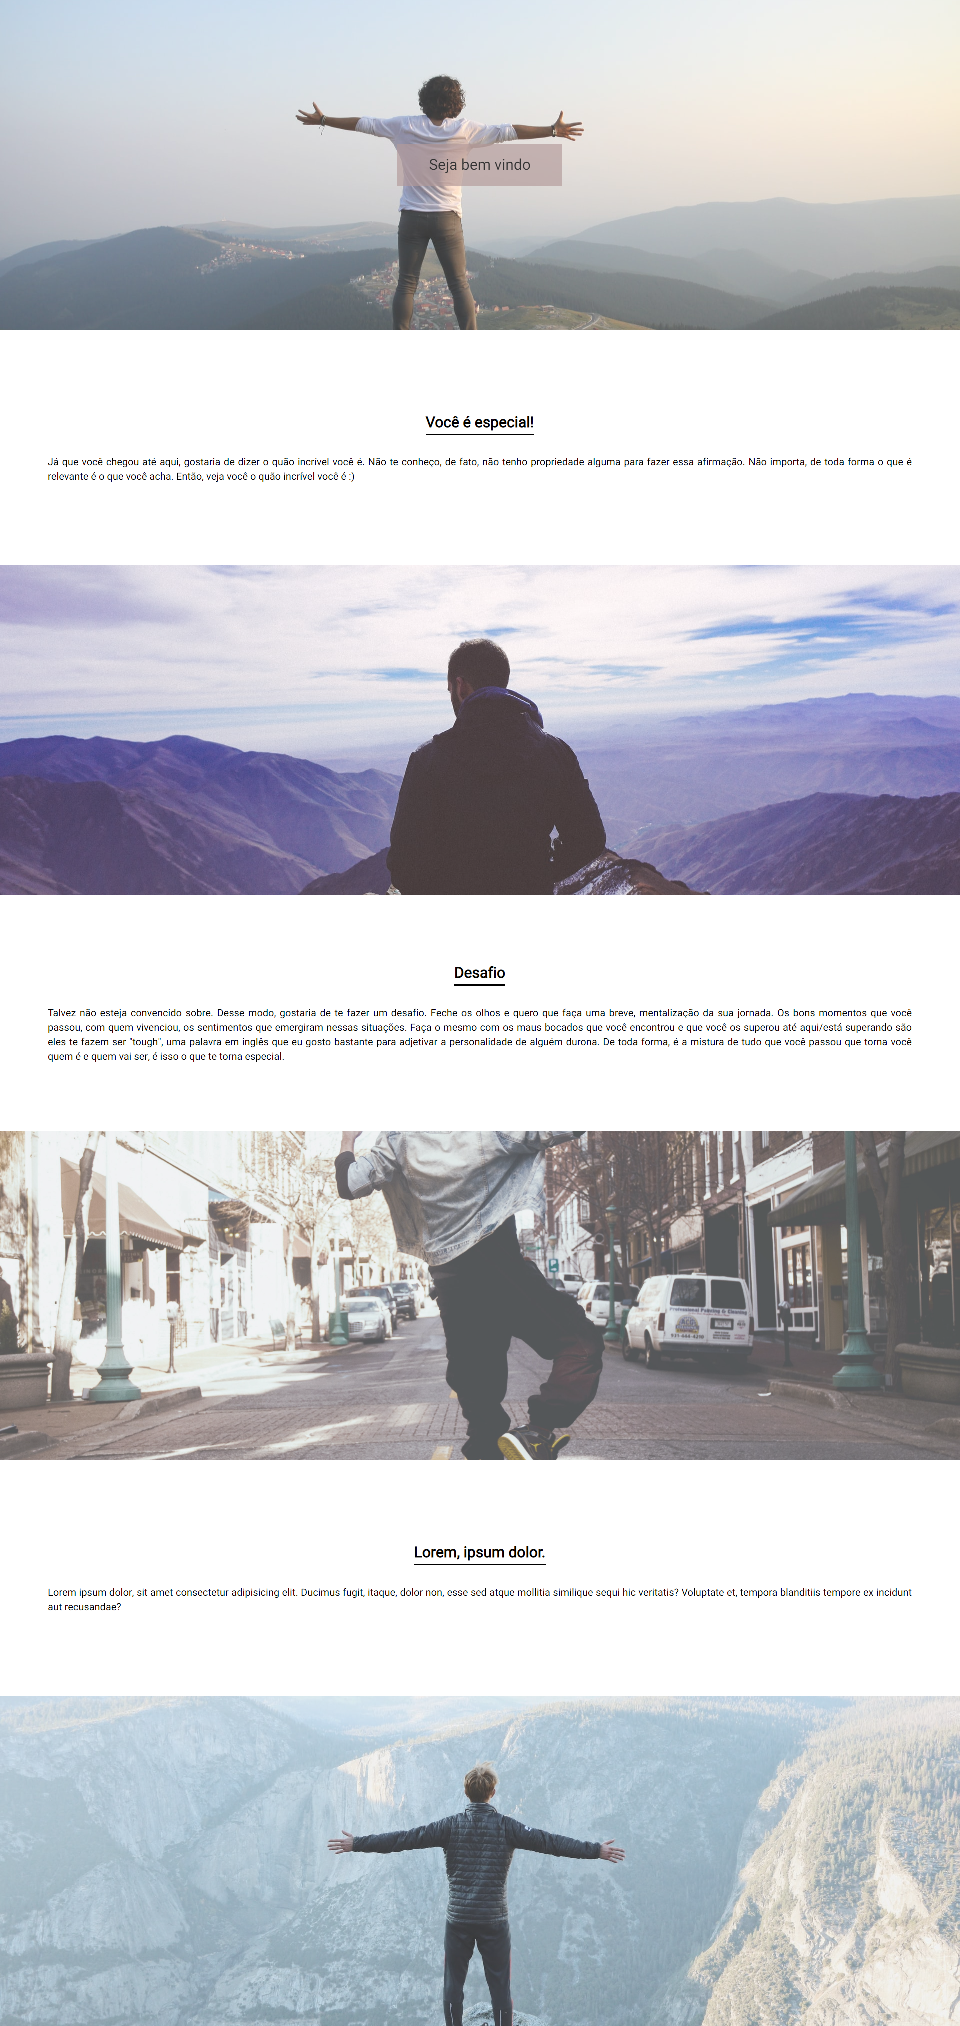 Seja bem vindo
Você é especial!
Já que você chegou até aqui, gostaria de dizer o quão incrivel você é. Não te conheço, de fato, não tenho propriedade alguma para fazer essa afirmação. Não importa, de toda forma o que é
relevante é o que você acha. Então, veja você o quão incrível você é :)
Desafio
Talvez não esteja convencido sobre. Desse modo, gostaria de te fazer um desafio. Feche os olhos e quero que faça uma breve, mentalização da sua jornada. Os bons momentos que você
passou, com quem vivenciou, os sentimentos que emergiram nessas situações. Faça o mesmo com os maus bocados que você encontrou e que você os superou até aqui/está superando são
eles te fazem ser "tough", uma palavra em inglês que eu gosto bastante para adjetivar a personalidade de alguém durona. De toda forma, é a mistura de tudo que você passou que torna você
quem é e quem vai ser, é isso o que te torna especial.
Professional Painting & Cleaning
931-644-4210
Lorem, ipsum dolor.
Lorem ipsum dolor, sit amet consectetur adipisicing elit. Ducimus fugit, itaque, dolor non, esse sed atque mollitia similique sequi hic veritatis? Voluptate et, tempora blanditiis tempore ex incidunt
aut recusandae?